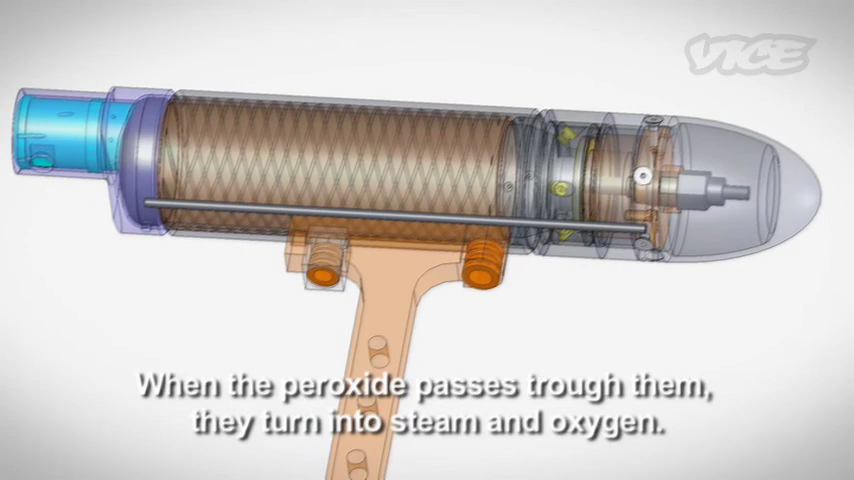 VICE
When the peroxide passes trough them,
they turn into steam and oxygen.